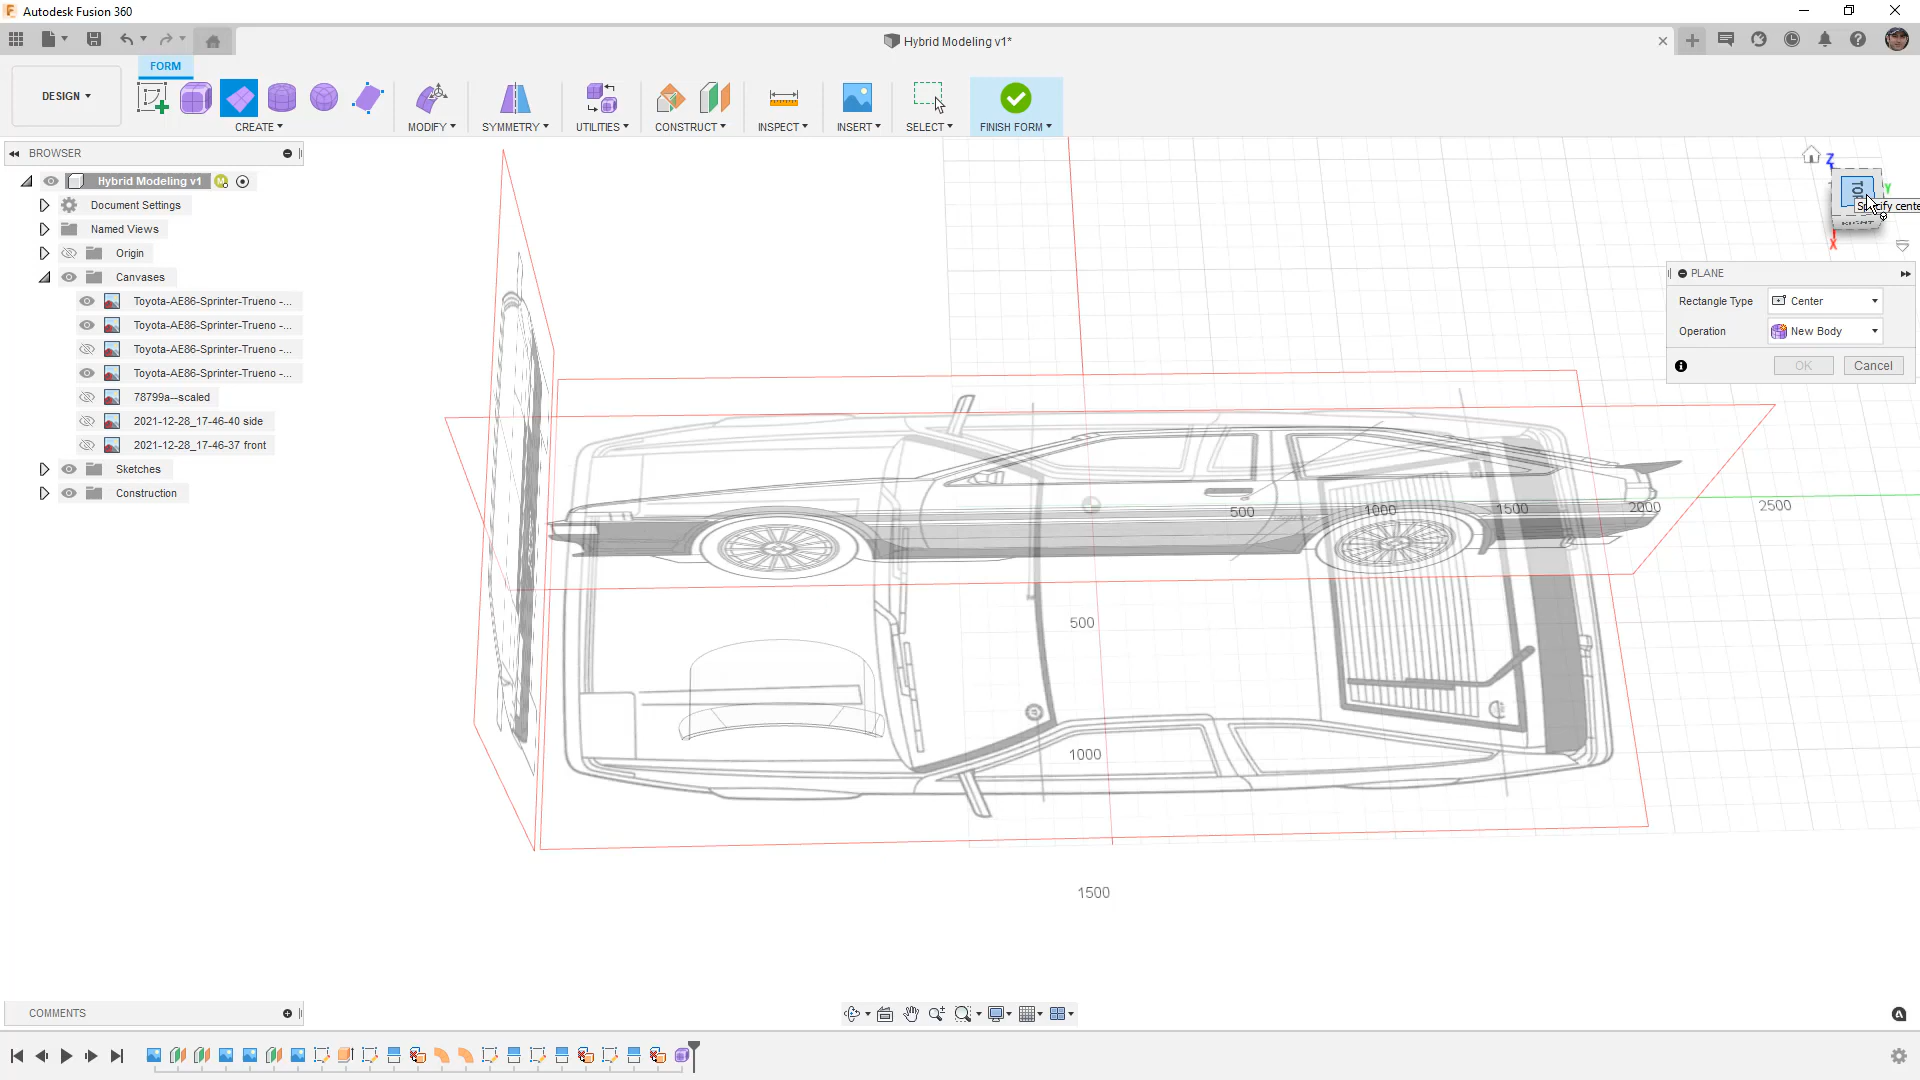 Autodesk Fusion 360
Hybrid Modeling v1*
FORM
DESIGN
CREATE
MODIFY
SYMMETRY
UTILITIES
CONSTRUCT
INSPECT
INSERT
SELECT
FINISH FORM
BROWSER
Hybrid Modeling v1
Document Settings
Named Views
Origin
Canvases
Toyota-AE86-Sprinter-Trueno -...
Toyota-AE86-Sprinter-Trueno -...
Toyota-AE86-Sprinter-Trueno -...
Toyota-AE86-Sprinter-Trueno -...
78799a--scaled
2021-12-28_17-46-40 side
2021-12-28_17-46-37 front
Sketches
Construction
Z
Y
TOP
Specify cente
RIGHT
X
PLANE
Rectangle Type
Center
Operation
New Body
OK
Cancel
500
1000
1500
2000
2500
500
1000
1500
COMMENTS